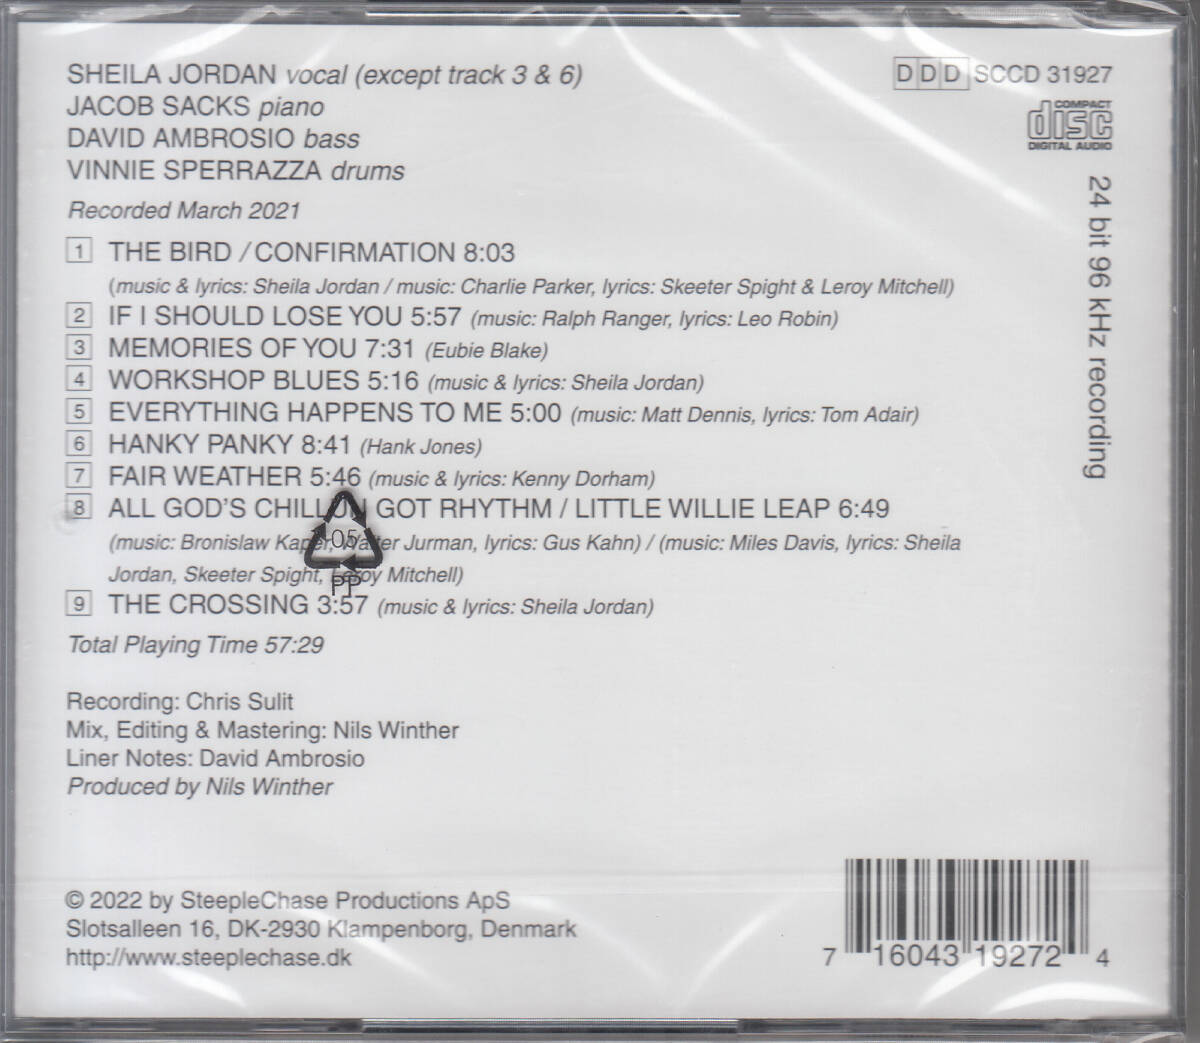 SHEILA JORDAN vocal (except track 3 & 6)
JACOB SACKS piano
DAVID AMBROSIO bass
VINNIE SPERRAZZA drums
Recorded March 2021
DDD SCCD 31927
COMPACT
disc
DIGITAL AUDIO
24 bit 96 kHz recording
1 THE BIRD / CONFIRMATION 8:03
(music & lyrics: Sheila Jordan / music: Charlie Parker, lyrics: Skeeter Spight & Leroy Mitchell)
2 IF I SHOULD LOSE YOU 5:57 (music: Ralph Ranger, lyrics: Leo Robin)
3 MEMORIES OF YOU 7:31 (Eubie Blake)
4 WORKSHOP BLUES 5:16 (music & lyrics: Sheila Jordan)
5 EVERYTHING HAPPENS TO ME 5:00 (music: Matt Dennis, lyrics: Tom Adair)
6 HANKY PANKY 8:41 (Hank Jones)
7 FAIR WEATHER 5:46 (music & lyrics: Kenny Dorham)
8 ALL GOD'S CHILLUN GOT RHYTHM / LITTLE WILLIE LEAP 6:49
(music: Bronislaw Kaper, Walter Jurman, lyrics: Gus Kahn) / (music: Miles Davis, lyrics: Sheila
Jordan, Skeeter Spight, Leroy Mitchell)
05
PP
9 THE CROSSING 3:57 (music & lyrics: Sheila Jordan)
Total Playing Time 57:29
Recording: Chris Sulit
Mix, Editing & Mastering: Nils Winther
Liner Notes: David Ambrosio
Produced by Nils Winther
© 2022 by SteepleChase Productions ApS
Slotsalleen 16, DK-2930 Klampenborg, Denmark
http://www.steeplechase.dk
7 16043 19272 4